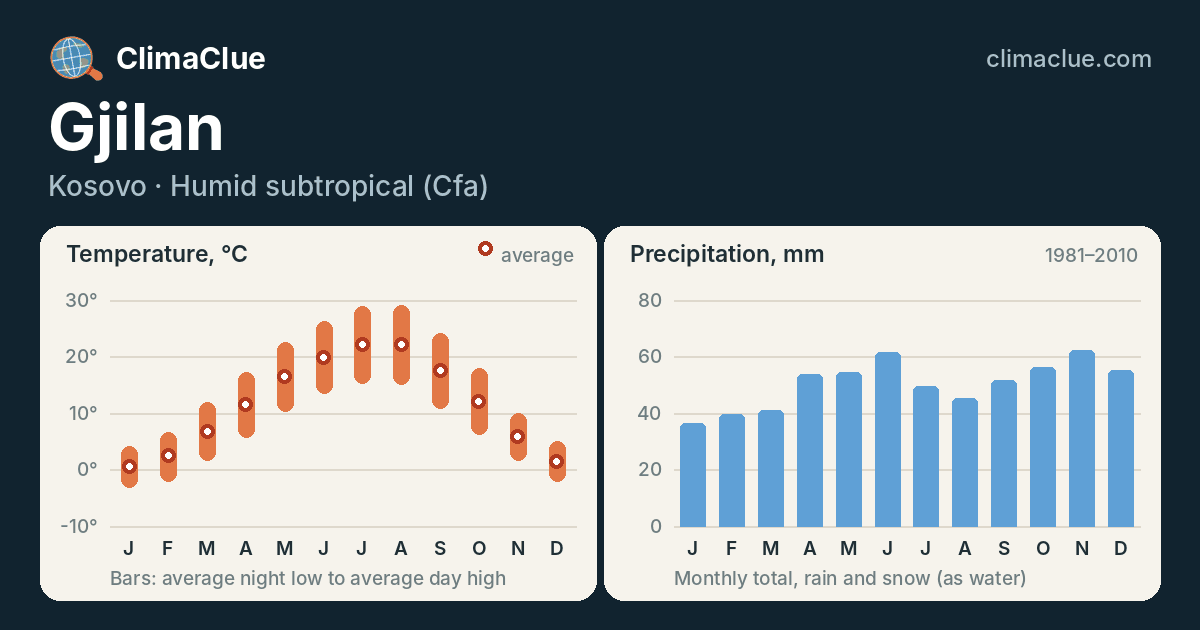 ClimaClue
climaclue.com
Gjilan
Kosovo · Humid subtropical (Cfa)
Temperature, °C
average
30°
20°
10°
0°
-10°
J F M A M J J A S O N D
Bars: average night low to average day high
Precipitation, mm
1981–2010
80
60
40
20
0
J F M A M J J A S O N D
Monthly total, rain and snow (as water)